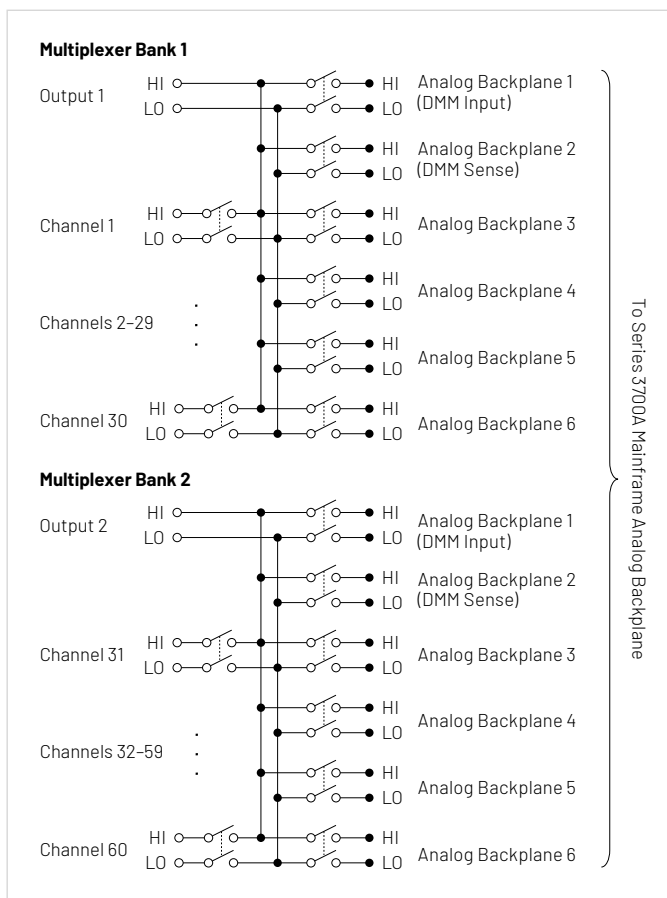 Multiplexer Bank 1
Output 1
HI
HI
Analog Backplane 1
LO
LO
(DMM Input)
HI
Analog Backplane 2
LO
(DMM Sense)
Channel 1
HI
HI
LO
LO
Analog Backplane 3
HI
LO
Analog Backplane 4
Channels 2–29
HI
LO
Analog Backplane 5
Channel 30
HI
HI
LO
LO
Analog Backplane 6
Multiplexer Bank 2
Output 2
HI
HI
Analog Backplane 1
LO
LO
(DMM Input)
HI
Analog Backplane 2
LO
(DMM Sense)
Channel 31
HI
HI
LO
LO
Analog Backplane 3
HI
LO
Analog Backplane 4
Channels 32–59
HI
LO
Analog Backplane 5
Channel 60
HI
HI
LO
LO
Analog Backplane 6
To Series 3700A Mainframe Analog Backplane